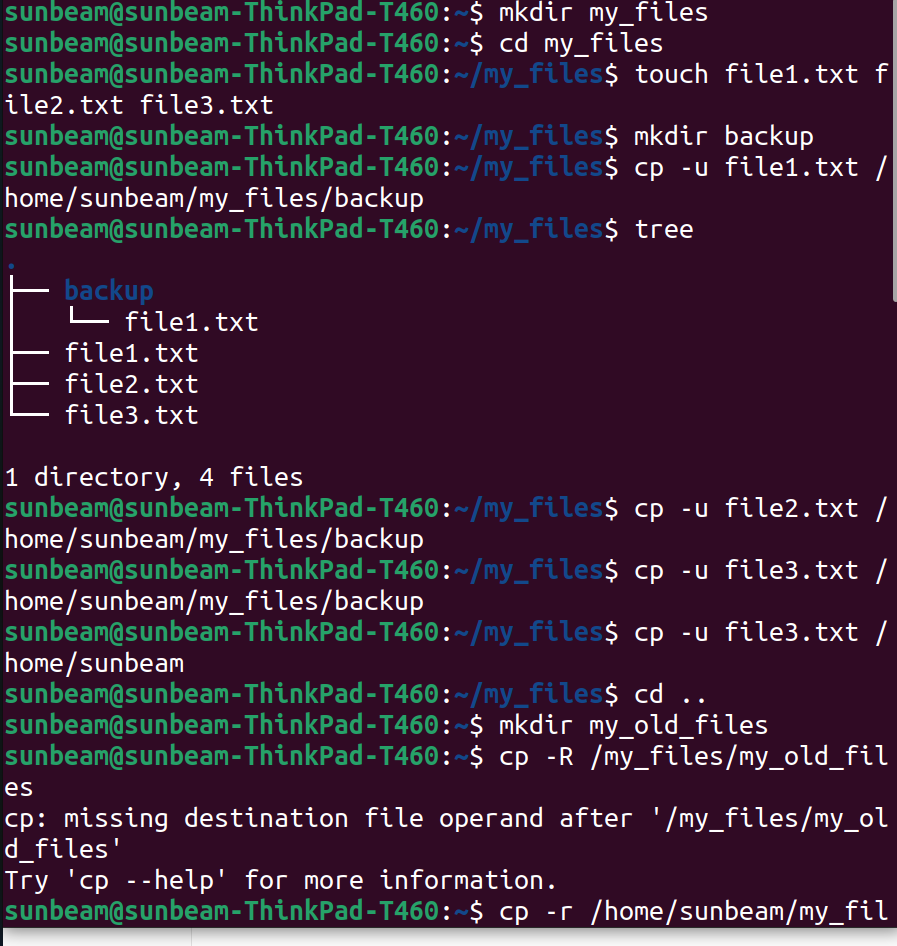 sunbeam@sunbeam-ThinkPad-T460:~$ mkdir my_files
sunbeam@sunbeam-ThinkPad-T460:~$ cd my_files
sunbeam@sunbeam-ThinkPad-T460:~/my_files$ touch file1.txt f
ile2.txt file3.txt
sunbeam@sunbeam-ThinkPad-T460:~/my_files$ mkdir backup
sunbeam@sunbeam-ThinkPad-T460:~/my_files$ cp -u file1.txt /
home/sunbeam/my_files/backup
sunbeam@sunbeam-ThinkPad-T460:~/my_files$ tree
.
├── backup
│   └── file1.txt
├── file1.txt
├── file2.txt
└── file3.txt
1 directory, 4 files
sunbeam@sunbeam-ThinkPad-T460:~/my_files$ cp -u file2.txt /
home/sunbeam/my_files/backup
sunbeam@sunbeam-ThinkPad-T460:~/my_files$ cp -u file3.txt /
home/sunbeam/my_files/backup
sunbeam@sunbeam-ThinkPad-T460:~/my_files$ cp -u file3.txt /
home/sunbeam
sunbeam@sunbeam-ThinkPad-T460:~/my_files$ cd ..
sunbeam@sunbeam-ThinkPad-T460:~$ mkdir my_old_files
sunbeam@sunbeam-ThinkPad-T460:~$ cp -R /my_files/my_old_fil
es
cp: missing destination file operand after '/my_files/my_ol
d_files'
Try 'cp --help' for more information.
sunbeam@sunbeam-ThinkPad-T460:~$ cp -r /home/sunbeam/my_fil